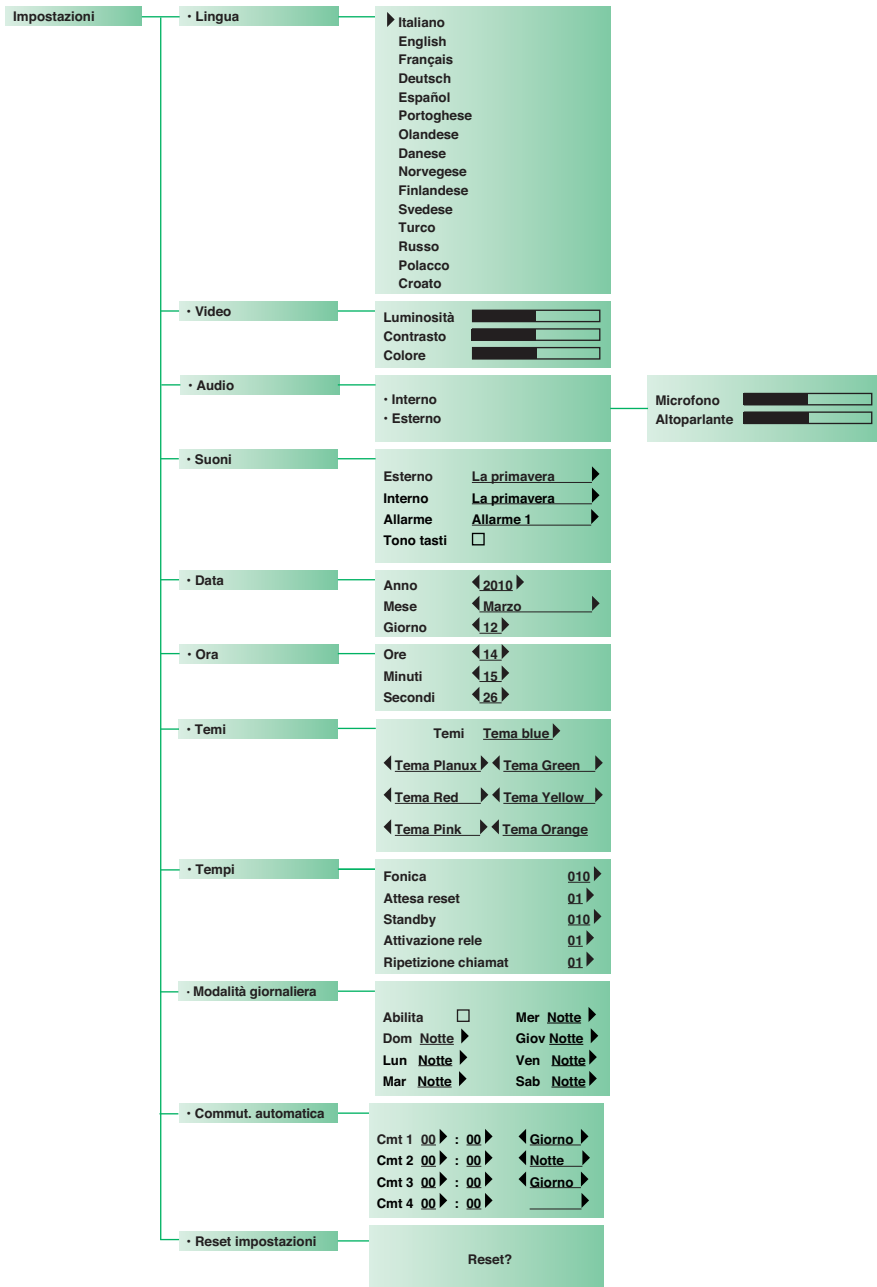 Impostazioni
· Lingua
Italiano
English
Français
Deutsch
Español
Portoghese
Olandese
Danese
Norvegese
Finlandese
Svedese
Turco
Russo
Polacco
Croato
· Video
Luminosità
Contrasto
Colore
· Audio
· Interno
· Esterno
Microfono
Altoparlante
· Suoni
Esterno La primavera
Interno La primavera
Allarme Allarme 1
Tono tasti
· Data
Anno 2010
Mese Marzo
Giorno 12
· Ora
Ore 14
Minuti 15
Secondi 26
· Temi
Temi Tema blue
Tema Planux Tema Green
Tema Red Tema Yellow
Tema Pink Tema Orange
· Tempi
Fonica 010
Attesa reset 01
Standby 010
Attivazione rele 01
Ripetizione chiamat 01
· Modalità giornaliera
Abilita Mer Notte
Dom Notte Giov Notte
Lun Notte Ven Notte
Mar Notte Sab Notte
· Commut. automatica
Cmt 1 00 : 00 Giorno
Cmt 2 00 : 00 Notte
Cmt 3 00 : 00 Giorno
Cmt 4 00 : 00
· Reset impostazioni
Reset?